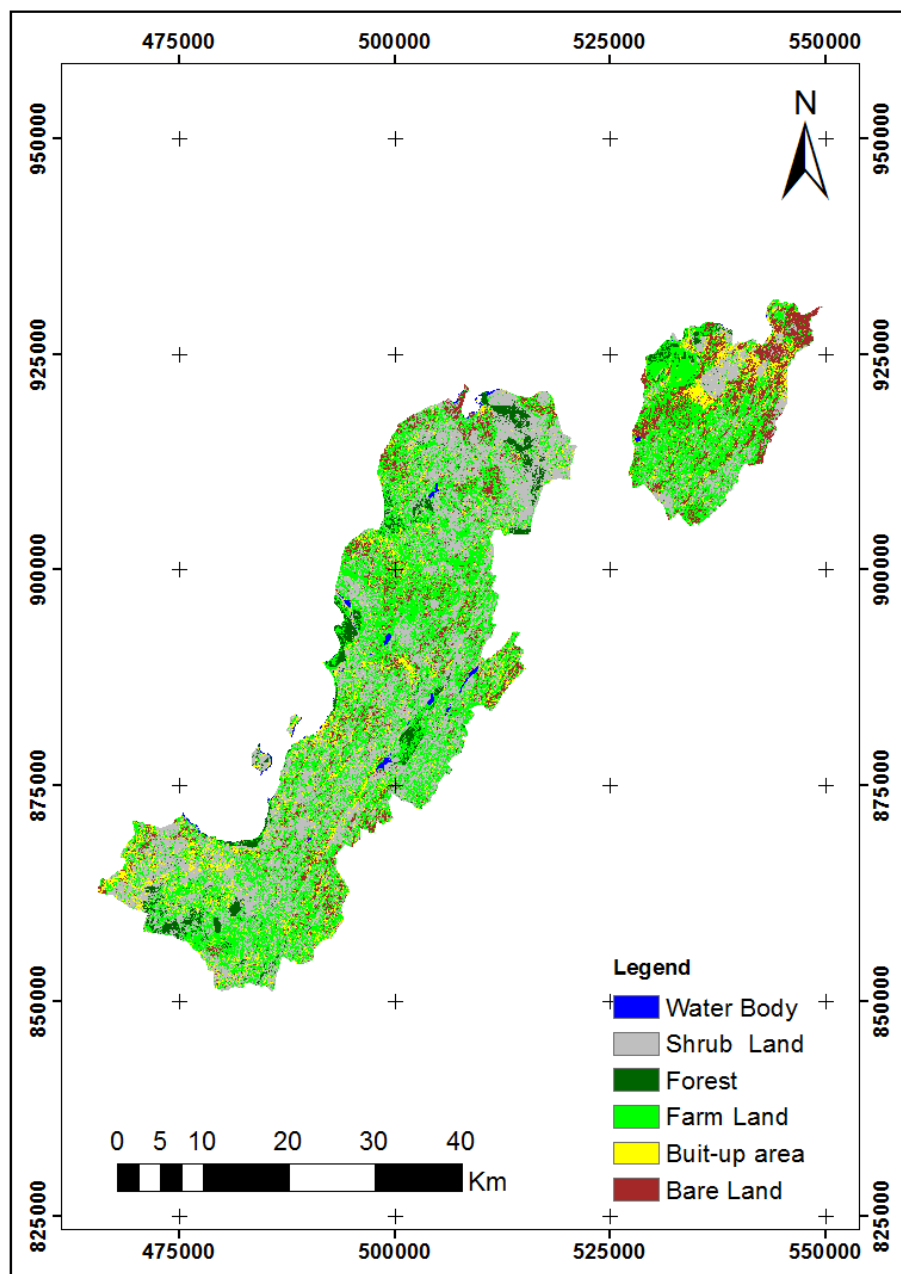 475000 500000 525000 550000
N
950000 950000
925000 925000
900000 900000
875000 875000
850000 850000
825000 825000
Legend
Water Body
Shrub Land
Forest
Farm Land
Buit-up area
Bare Land
0 5 10 20 30 40
Km
475000 500000 525000 550000